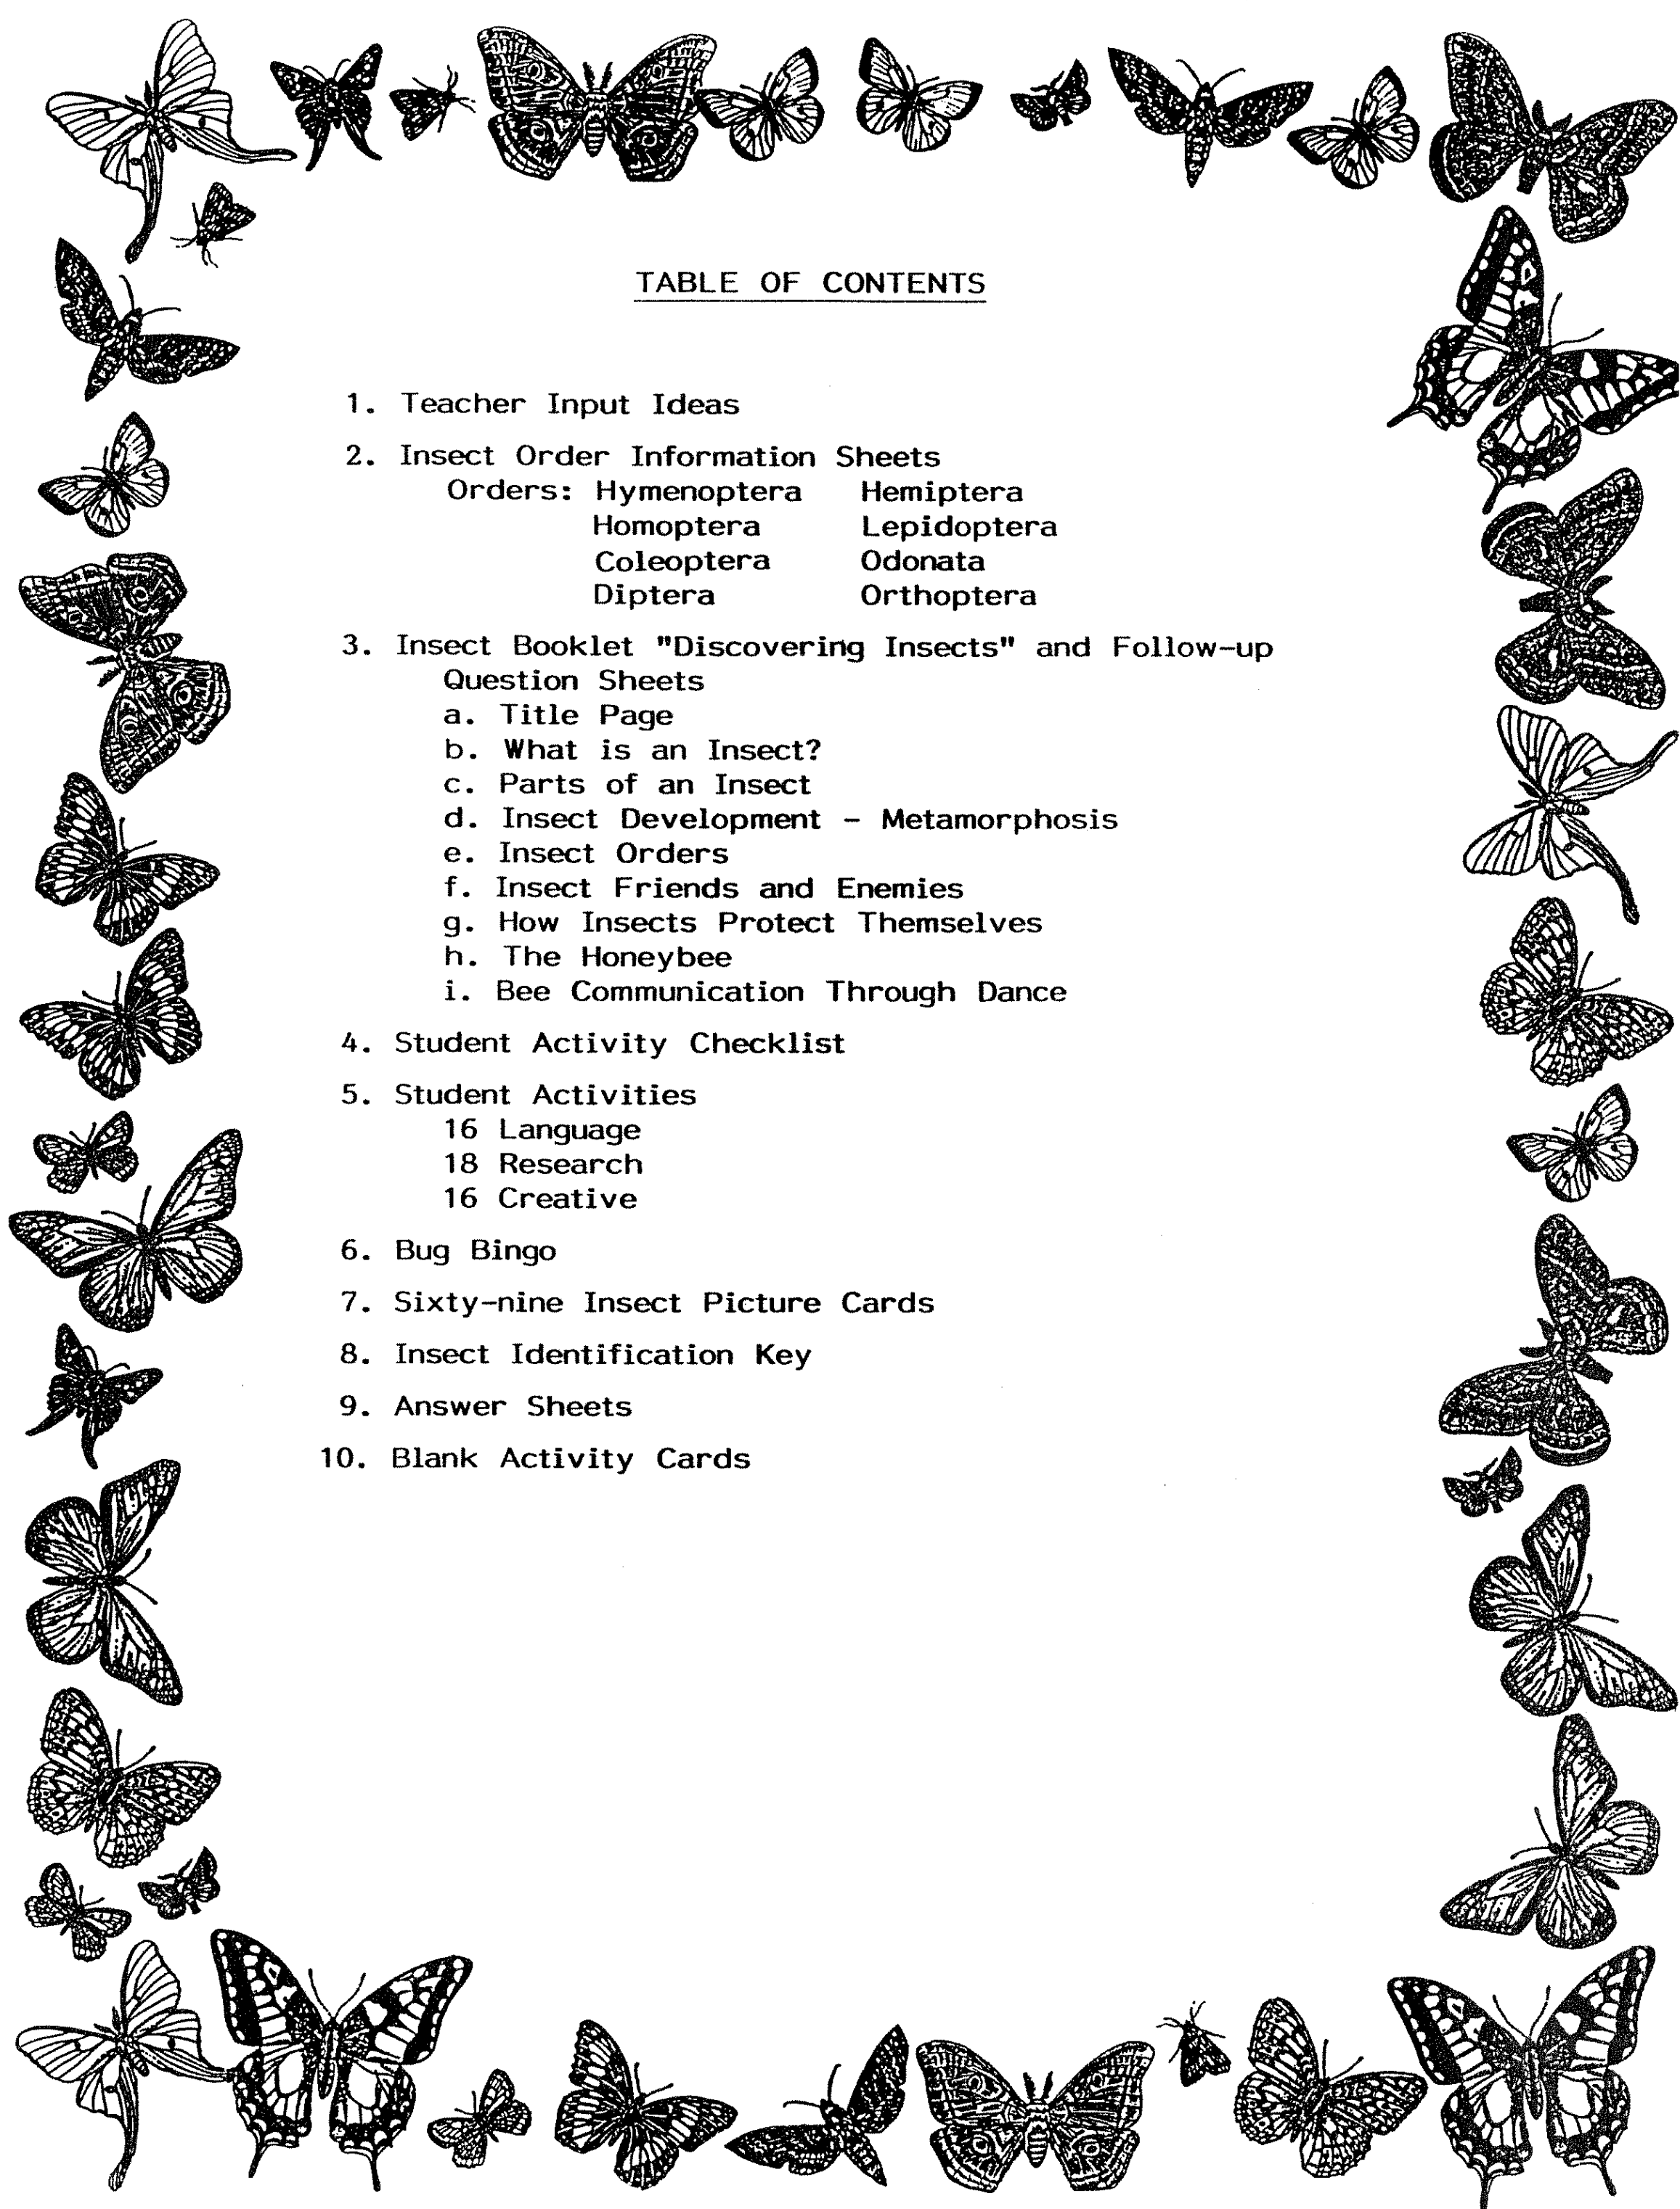 TABLE OF CONTENTS
1. Teacher Input Ideas
2. Insect Order Information Sheets
Orders: Hymenoptera Hemiptera
Homoptera Lepidoptera
Coleoptera Odonata
Diptera Orthoptera
3. Insect Booklet "Discovering Insects" and Follow-up
Question Sheets
a. Title Page
b. What is an Insect?
c. Parts of an Insect
d. Insect Development - Metamorphosis
e. Insect Orders
f. Insect Friends and Enemies
g. How Insects Protect Themselves
h. The Honeybee
i. Bee Communication Through Dance
4. Student Activity Checklist
5. Student Activities
16 Language
18 Research
16 Creative
6. Bug Bingo
7. Sixty-nine Insect Picture Cards
8. Insect Identification Key
9. Answer Sheets
10. Blank Activity Cards